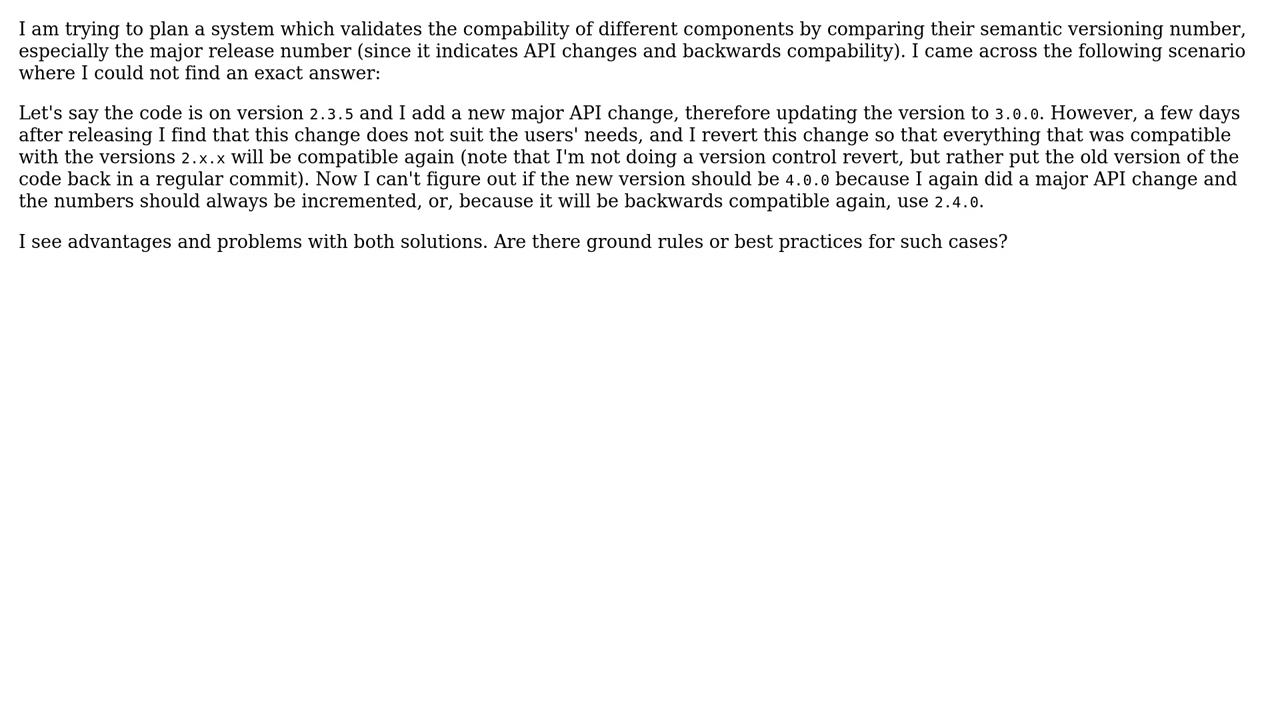 I am trying to plan a system which validates the compability of different components by comparing their semantic versioning number,
especially the major release number (since it indicates API changes and backwards compability). I came across the following scenario
where I could not find an exact answer:
Let's say the code is on version 2.3.5 and I add a new major API change, therefore updating the version to 3.0.0. However, a few days
after releasing I find that this change does not suit the users' needs, and I revert this change so that everything that was compatible
with the versions 2.x.x will be compatible again (note that I'm not doing a version control revert, but rather put the old version of the
code back in a regular commit). Now I can't figure out if the new version should be 4.0.0 because I again did a major API change and
the numbers should always be incremented, or, because it will be backwards compatible again, use 2.4.0.
I see advantages and problems with both solutions. Are there ground rules or best practices for such cases?